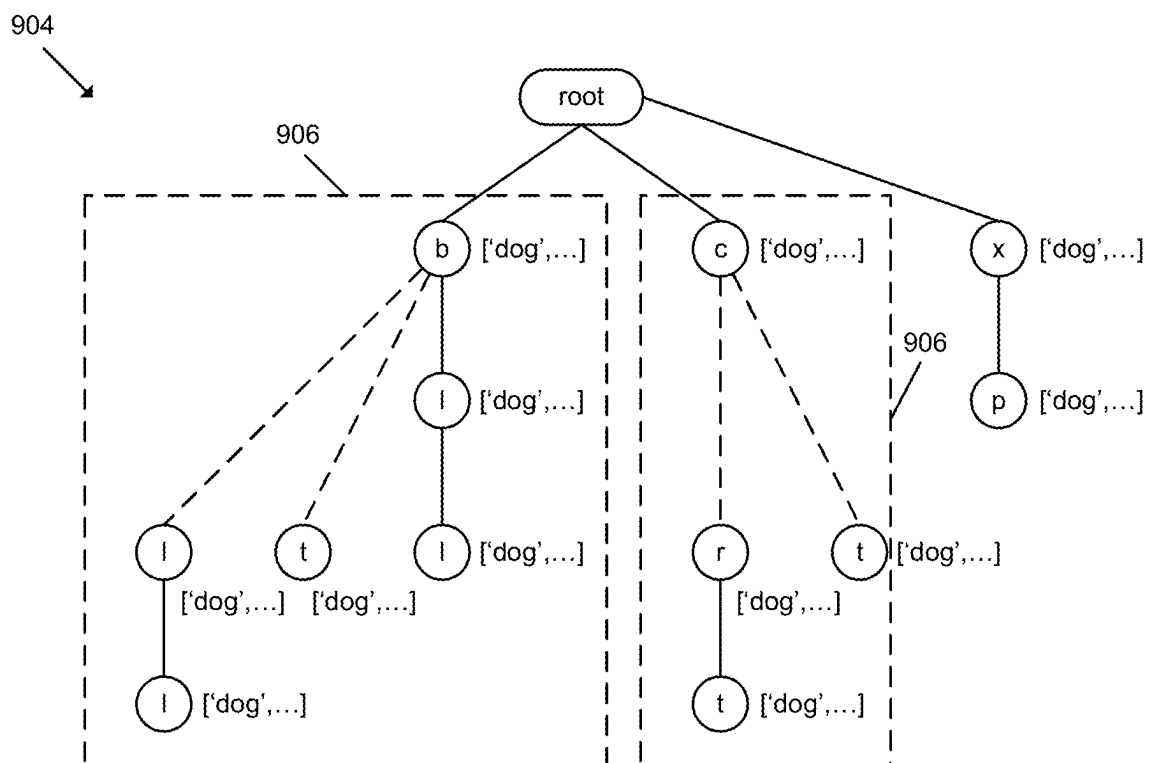 904
root
906
b ['dog',…] c ['dog',…] x ['dog',…]
906
l ['dog',…] p ['dog',…]
l t l ['dog',…] r t ['dog',…]
['dog',…] ['dog',…] ['dog',…]
l ['dog',…] t ['dog',…]